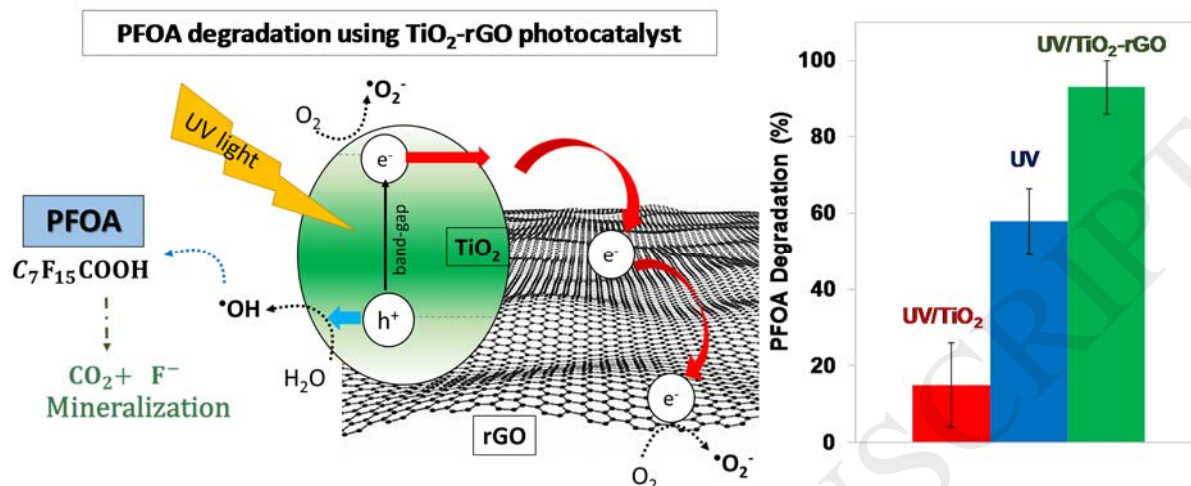 PFOA degradation using TiO₂-rGO photocatalyst
UV light
O₂
•O₂⁻
e⁻
band-gap
TiO₂
h⁺
PFOA
C₇F₁₅COOH
•OH
H₂O
CO₂+ F⁻
Mineralization
e⁻
e⁻
rGO
O₂
•O₂⁻
PFOA Degradation (%)
100
80
60
40
20
0
UV/TiO₂
UV
UV/TiO₂-rGO
NSCRIPT